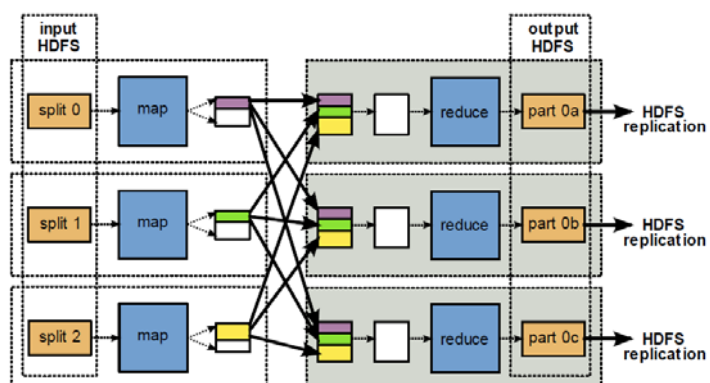 input
HDFS
output
HDFS
split 0
map
reduce
part 0a
HDFS
replication
split 1
map
reduce
part 0b
HDFS
replication
split 2
map
reduce
part 0c
HDFS
replication